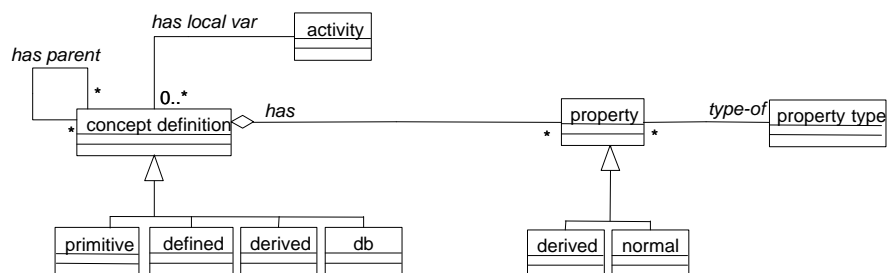 has local var
activity
has parent
*
0..*
*
concept definition
has
*
property
*
type-of
property type
primitive
defined
derived
db
derived
normal